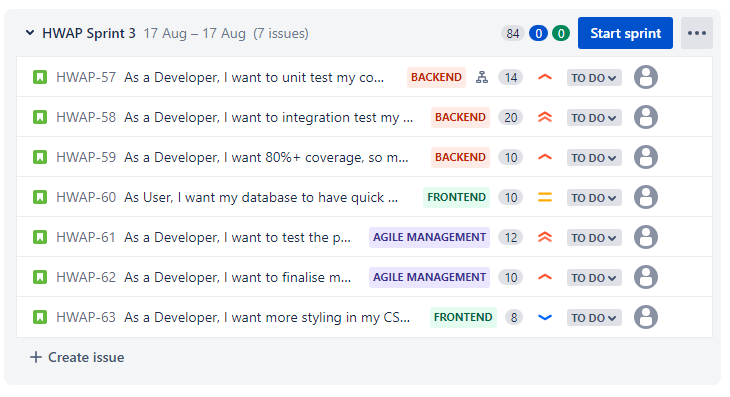 HWAP Sprint 3 17 Aug – 17 Aug (7 issues) 84 0 0 Start sprint
HWAP-57 As a Developer, I want to unit test my co... BACKEND 14 TO DO
HWAP-58 As a Developer, I want to integration test my ... BACKEND 20 TO DO
HWAP-59 As a Developer, I want 80%+ coverage, so m... BACKEND 10 TO DO
HWAP-60 As User, I want my database to have quick ... FRONTEND 10 TO DO
HWAP-61 As a Developer, I want to test the p... AGILE MANAGEMENT 12 TO DO
HWAP-62 As a Developer, I want to finalise m... AGILE MANAGEMENT 10 TO DO
HWAP-63 As a Developer, I want more styling in my CS... FRONTEND 8 TO DO
+ Create issue